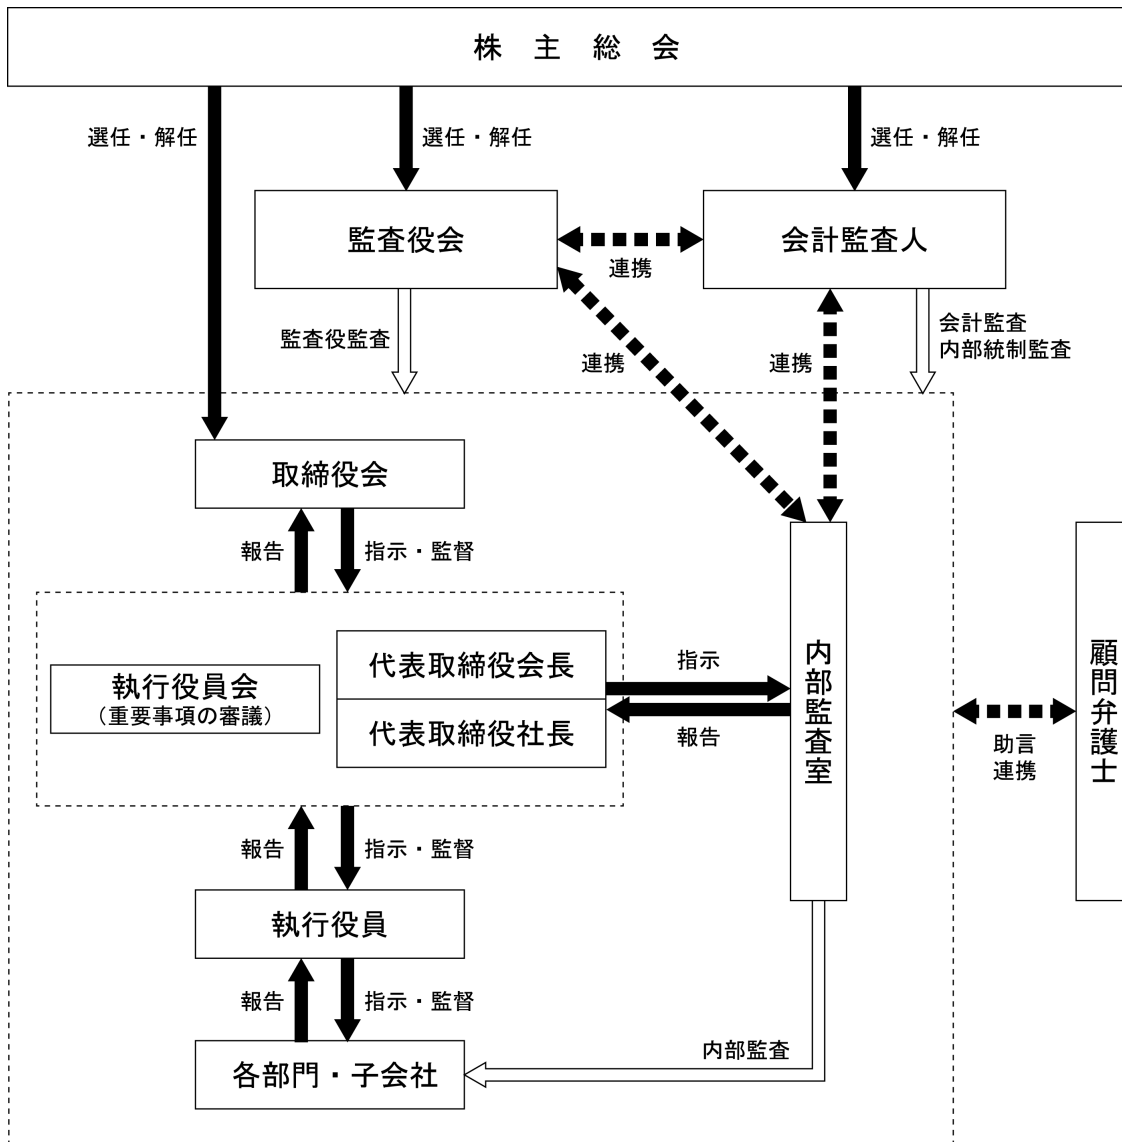 株主総会
選任・解任
選任・解任
選任・解任
監査役会
会計監査人
連携
監査役監査
連携
連携
会計監査
内部統制監査
取締役会
報告
指示・監督
執行役員会
（重要事項の審議）
代表取締役会長
代表取締役社長
指示
報告
内部監査室
助言
連携
顧問弁護士
報告
指示・監督
執行役員
報告
指示・監督
各部門・子会社
内部監査